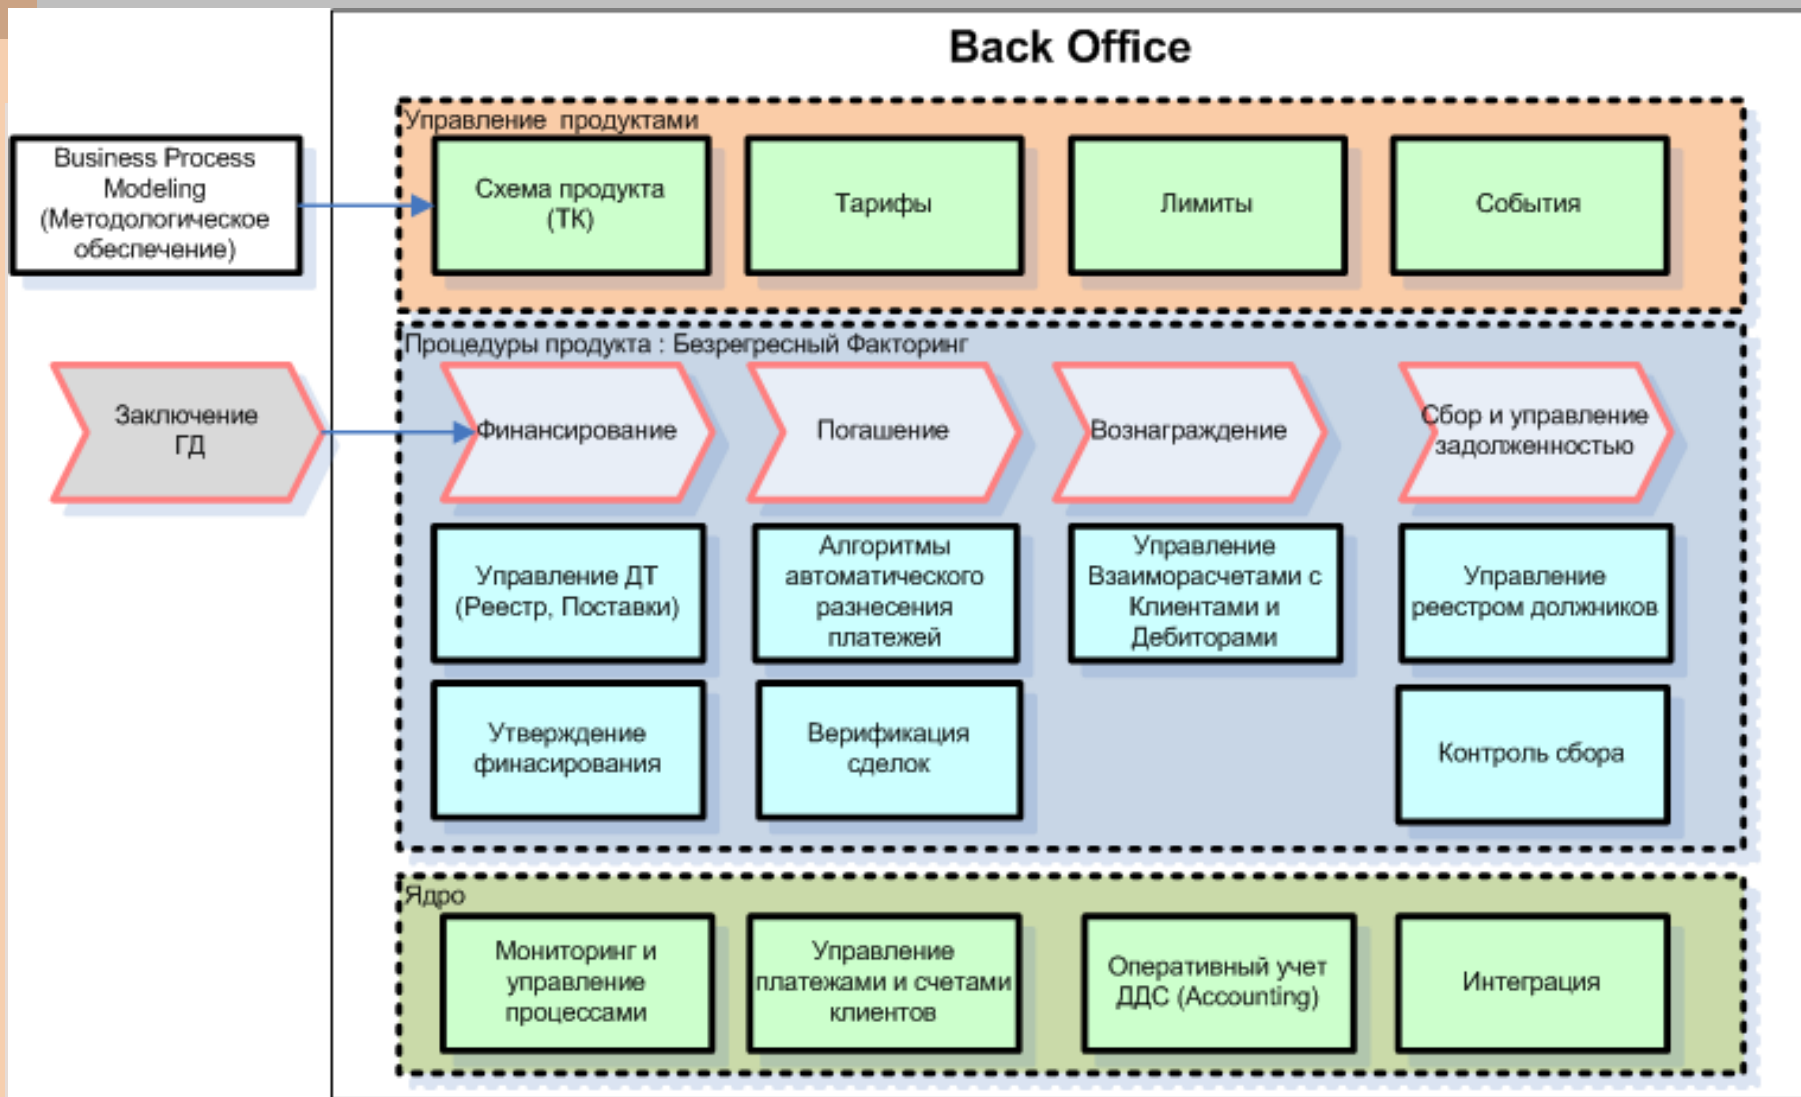 Back Office
Business Process
Modeling
(Методологическое
обеспечение)
Управление продуктами
Схема продукта
(ТК)
Тарифы
Лимиты
События
Заключение
ГД
Процедуры продукта : Безрегресный Факторинг
Финансирование
Погашение
Вознаграждение
Сбор и управление
задолженностью
Управление ДТ
(Реестр, Поставки)
Алгоритмы
автоматического
разнесения
платежей
Управление
Взаиморасчетами с
Клиентами и
Дебиторами
Управление
реестром должников
Утверждение
финасирования
Верификация
сделок
Контроль сбора
Ядро
Мониторинг и
управление
процессами
Управление
платежами и счетами
клиентов
Оперативный учет
ДДС (Accounting)
Интеграция